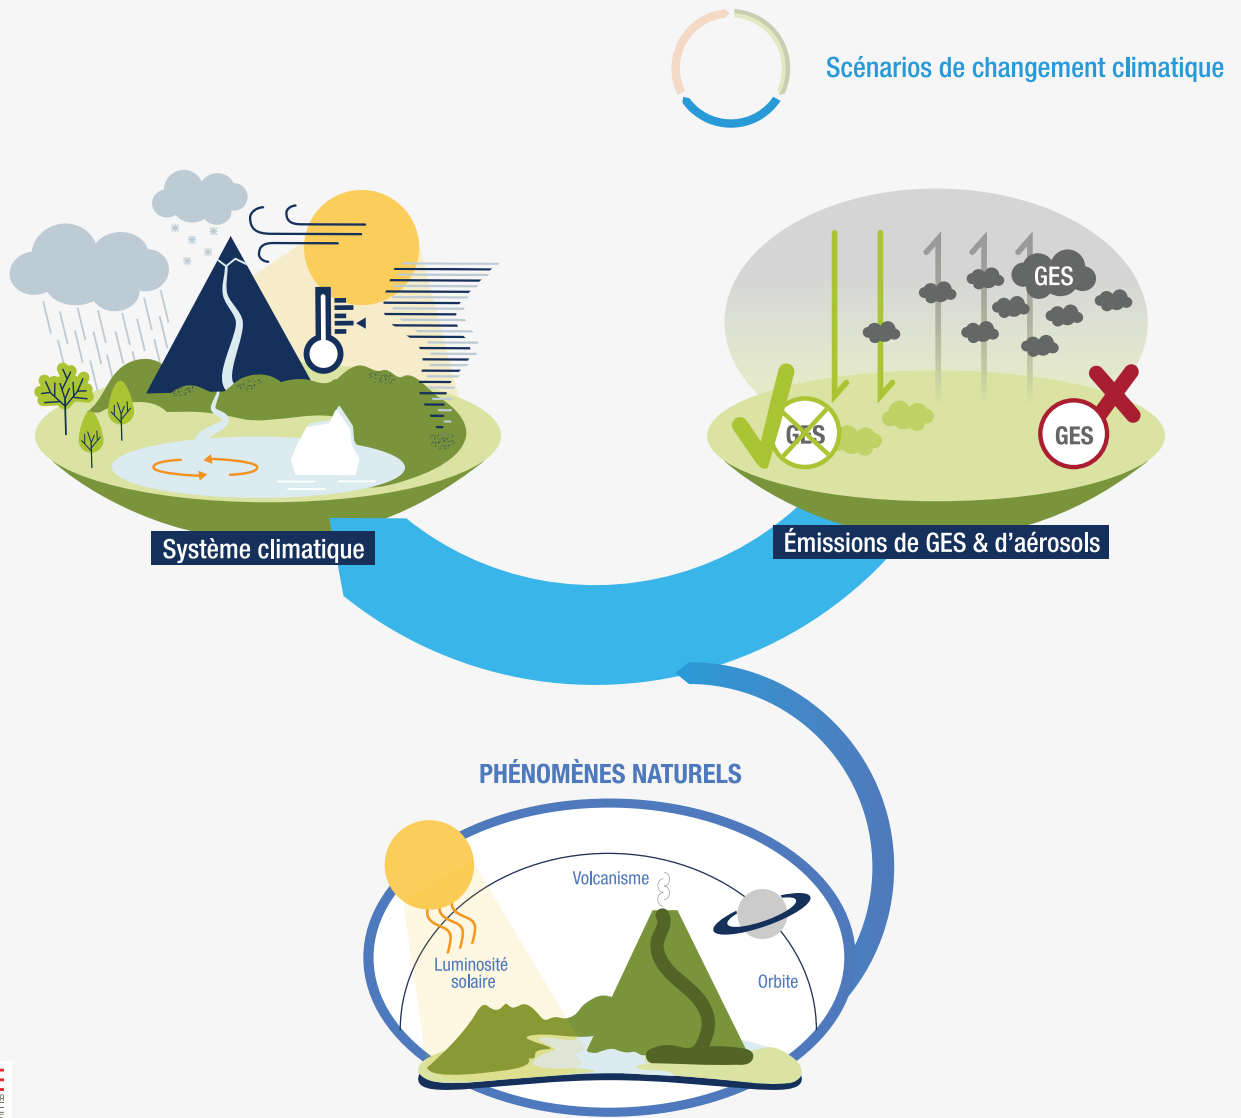 Scénarios de changement climatique
GES
GES
GES
Système climatique
Émissions de GES & d'aérosols
PHÉNOMÈNES NATURELS
Volcanisme
Luminosité
solaire
Orbite